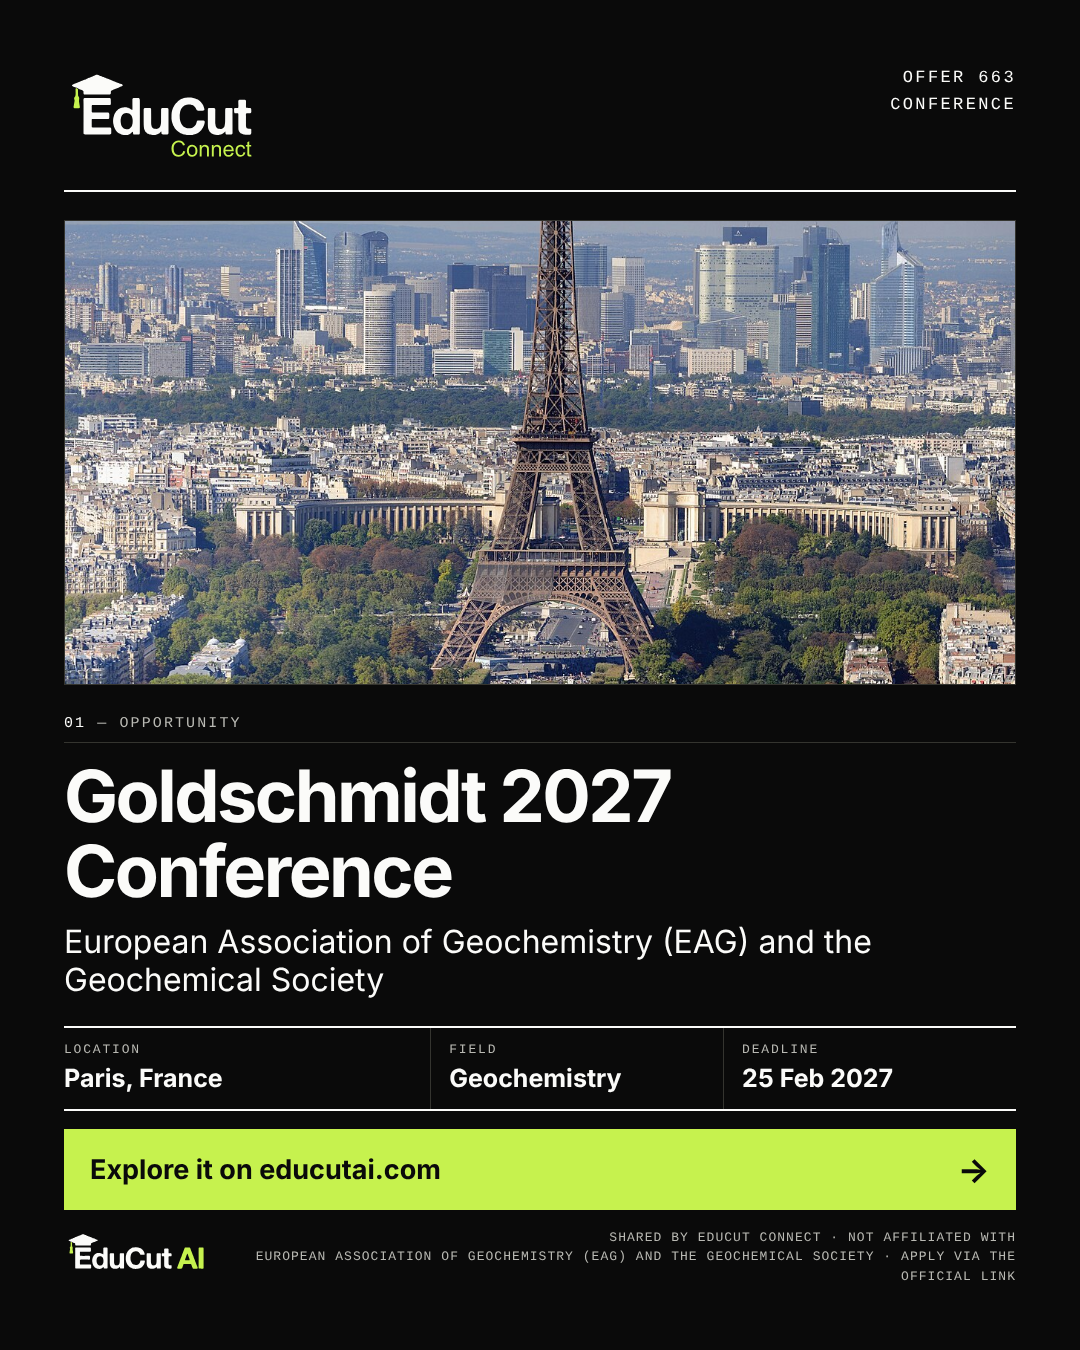 EduCut
Connect
OFFER 663
CONFERENCE
01 — OPPORTUNITY
Goldschmidt 2027
Conference
European Association of Geochemistry (EAG) and the
Geochemical Society
LOCATION
Paris, France
FIELD
Geochemistry
DEADLINE
25 Feb 2027
Explore it on educutai.com →
EduCut AI
SHARED BY EDUCUT CONNECT · NOT AFFILIATED WITH
EUROPEAN ASSOCIATION OF GEOCHEMISTRY (EAG) AND THE GEOCHEMICAL SOCIETY · APPLY VIA THE
OFFICIAL LINK